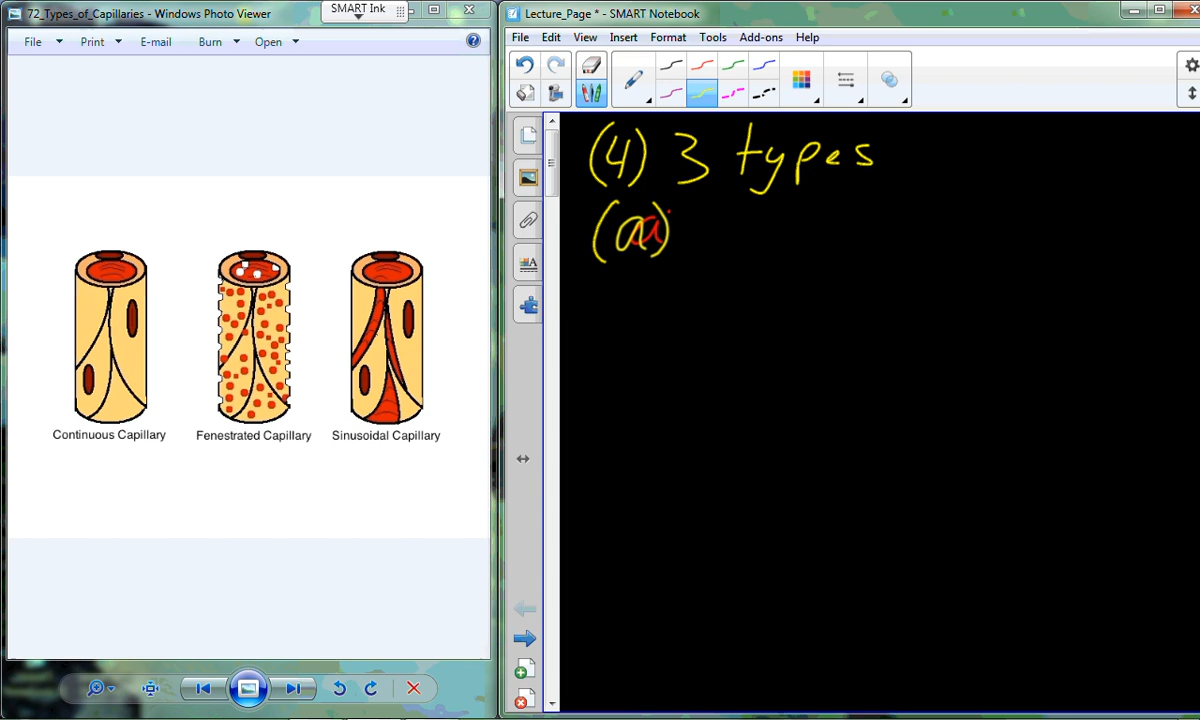 72_Types_of_Capillaries - Windows Photo Viewer
SMART Ink
File Print E-mail Burn Open
Continuous Capillary Fenestrated Capillary Sinusoidal Capillary
Lecture_Page * - SMART Notebook
File Edit View Insert Format Tools Add-ons Help
(4) 3 types
(a)